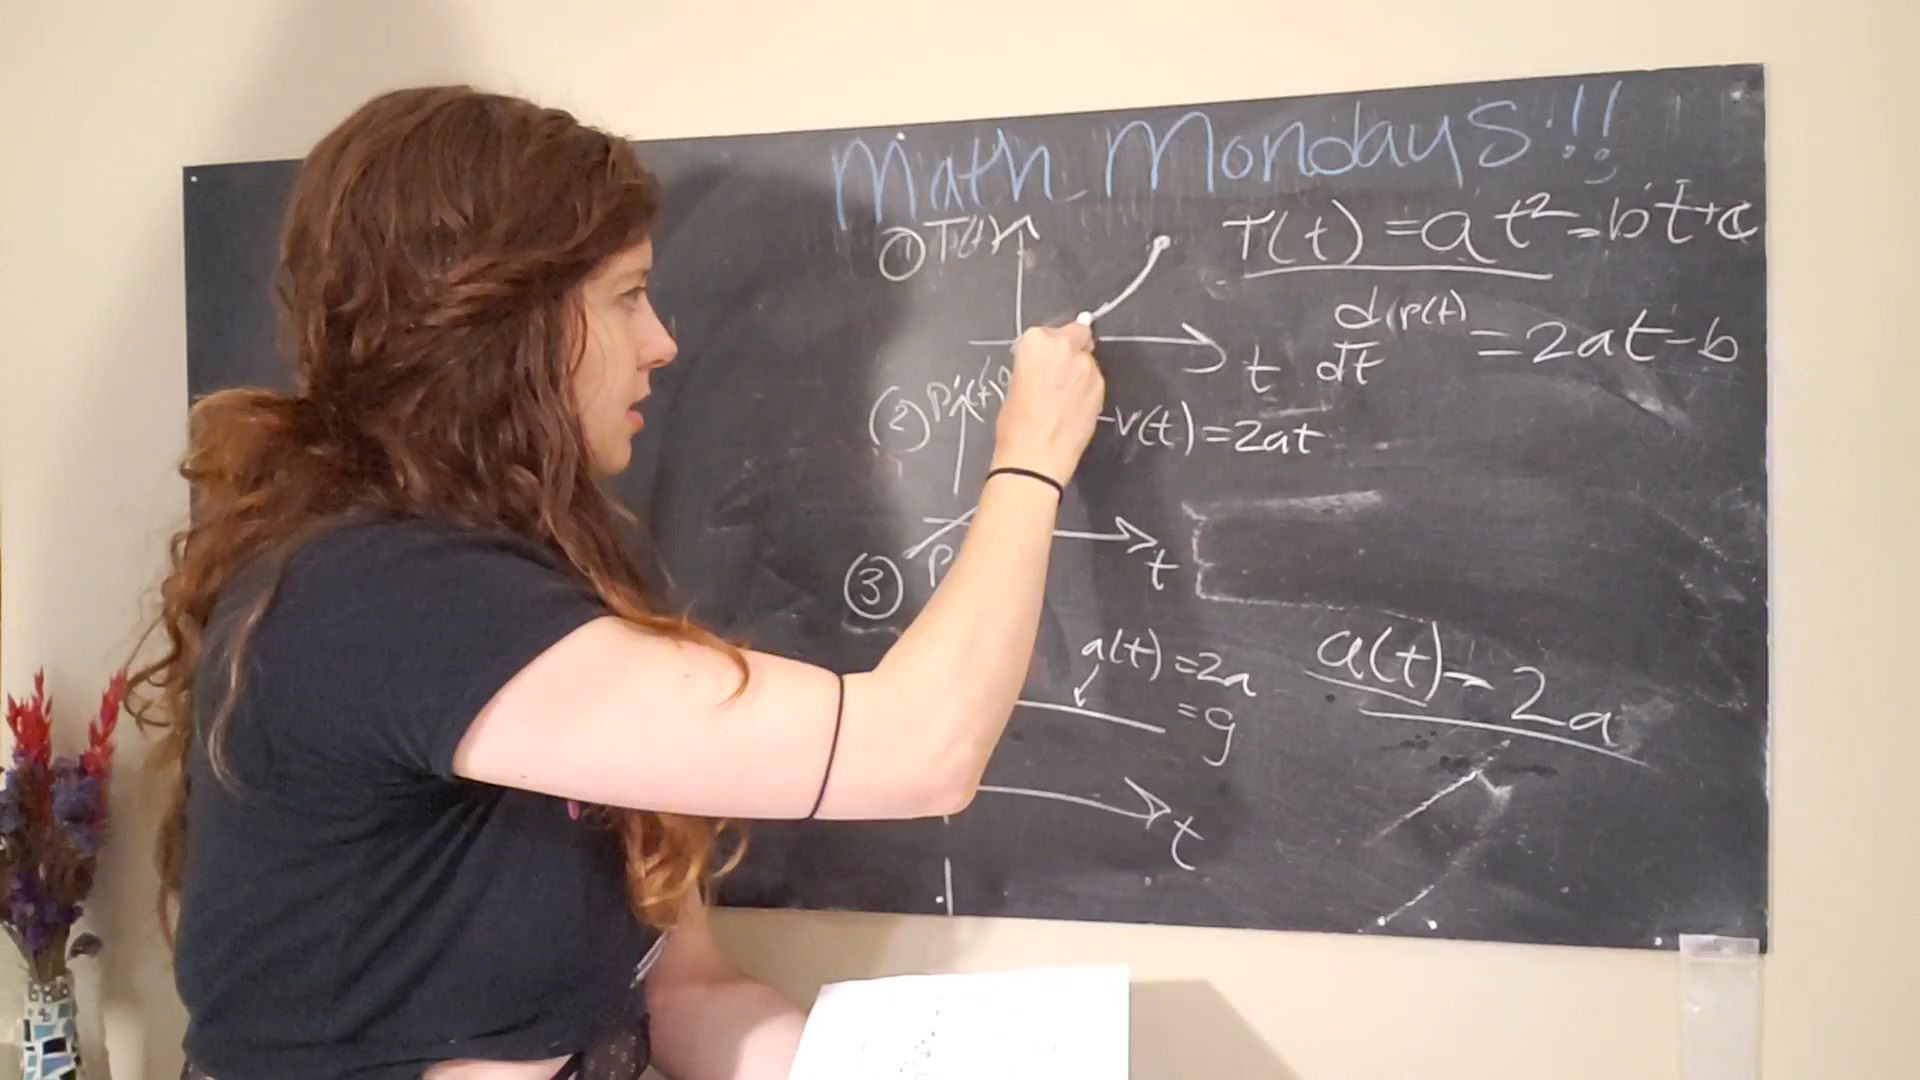 Math Mondays!!
① T(t)
T(t) = at² - bt + c
t
d/dt (P(t) = 2at - b
② P'(t)
v(t) = 2at
t
③ P
a(t) = 2a
= g
a(t) - 2a
t